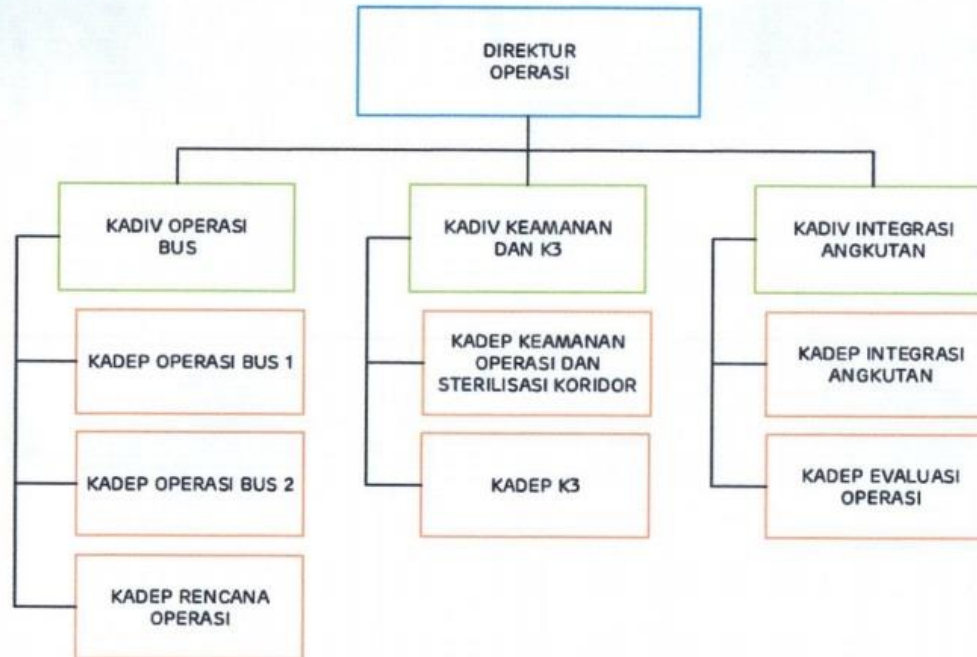 DIREKTUR
OPERASI
KADIV OPERASI
BUS
KADEP OPERASI BUS 1
KADEP OPERASI BUS 2
KADEP RENCANA
OPERASI
KADIV KEAMANAN
DAN K3
KADEP KEAMANAN
OPERASI DAN
STERILISASI KORIDOR
KADEP K3
KADIV INTEGRASI
ANGKUTAN
KADEP INTEGRASI
ANGKUTAN
KADEP EVALUASI
OPERASI